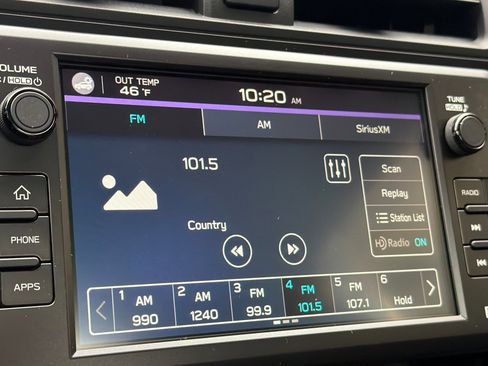 VOLUME
/HOLD
OUT TEMP
46 °F
10:20 AM
TUNE
HOLD
FM
AM
SiriusXM
101.5
Country
Scan
Replay
Station List
HD Radio ON
RADIO
PHONE
APPS
1 AM 990
2 AM 1240
3 FM 99.9
4 FM 101.5
5 FM 107.1
6 Hold